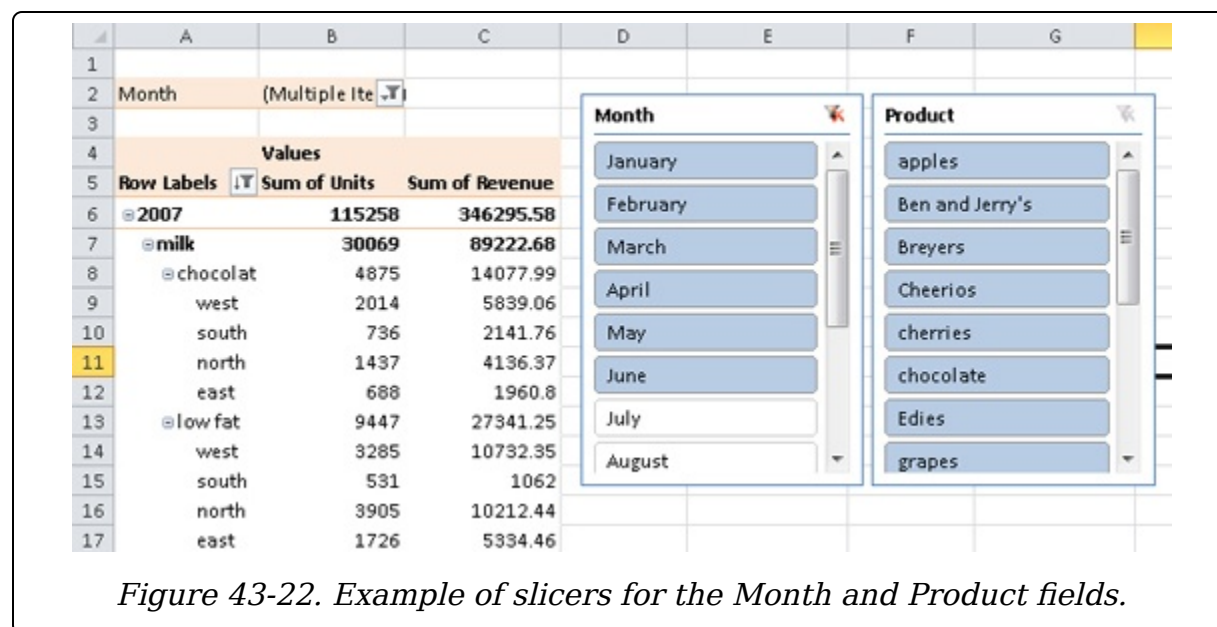 A B C D E F G
1
2 Month (Multiple Ite
3
4 Values
5 Row Labels Sum of Units Sum of Revenue
6 2007 115258 346295.58
7 milk 30069 89222.68
8 chocolat 4875 14077.99
9 west 2014 5839.06
10 south 736 2141.76
11 north 1437 4136.37
12 east 688 1960.8
13 low fat 9447 27341.25
14 west 3285 10732.35
15 south 531 1062
16 north 3905 10212.44
17 east 1726 5334.46
Month
January
February
March
April
May
June
July
August
Product
apples
Ben and Jerry's
Breyers
Cheerios
cherries
chocolate
Edies
grapes
Figure 43-22. Example of slicers for the Month and Product fields.